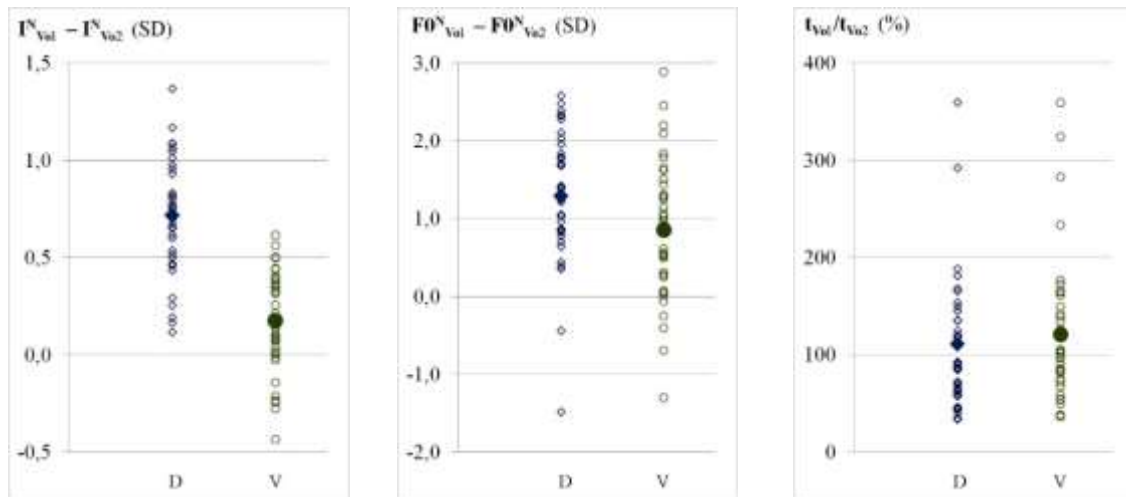 I^N_Vo1 – I^N_Vo2 (SD)
1,5
1,0
0,5
0,0
-0,5
D V
F0^N_Vo1 – F0^N_Vo2 (SD)
3,0
2,0
1,0
0,0
-1,0
-2,0
D V
t_Vo1/t_Vo2 (%)
400
300
200
100
0
D V